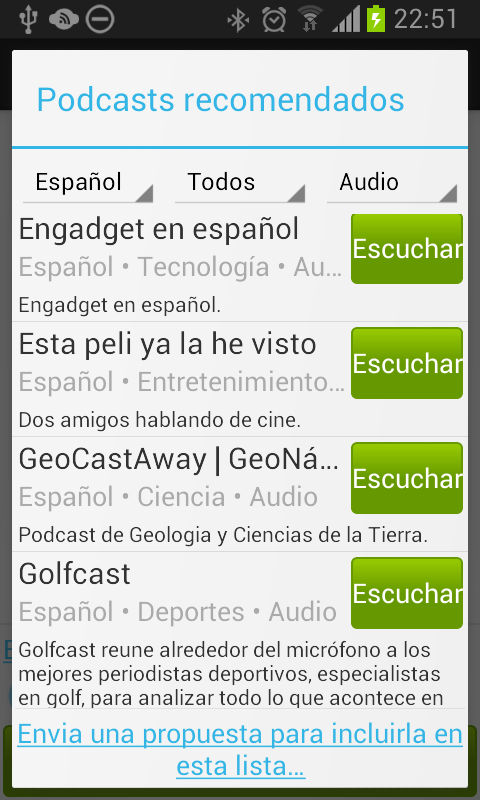 22:51
Podcasts recomendados
Español Todos Audio
Engadget en español
Escuchar
Español • Tecnología • Au...
Engadget en español.
Esta peli ya la he visto
Escuchar
Español • Entretenimiento...
Dos amigos hablando de cine.
GeoCastAway | GeoNá...
Escuchar
Español • Ciencia • Audio
Podcast de Geologia y Ciencias de la Tierra.
Golfcast
Escuchar
Español • Deportes • Audio
Golfcast reune alrededor del micrófono a los
mejores periodistas deportivos, especialistas
en golf, para analizar todo lo que acontece en
Envia una propuesta para incluirla en
esta lista...